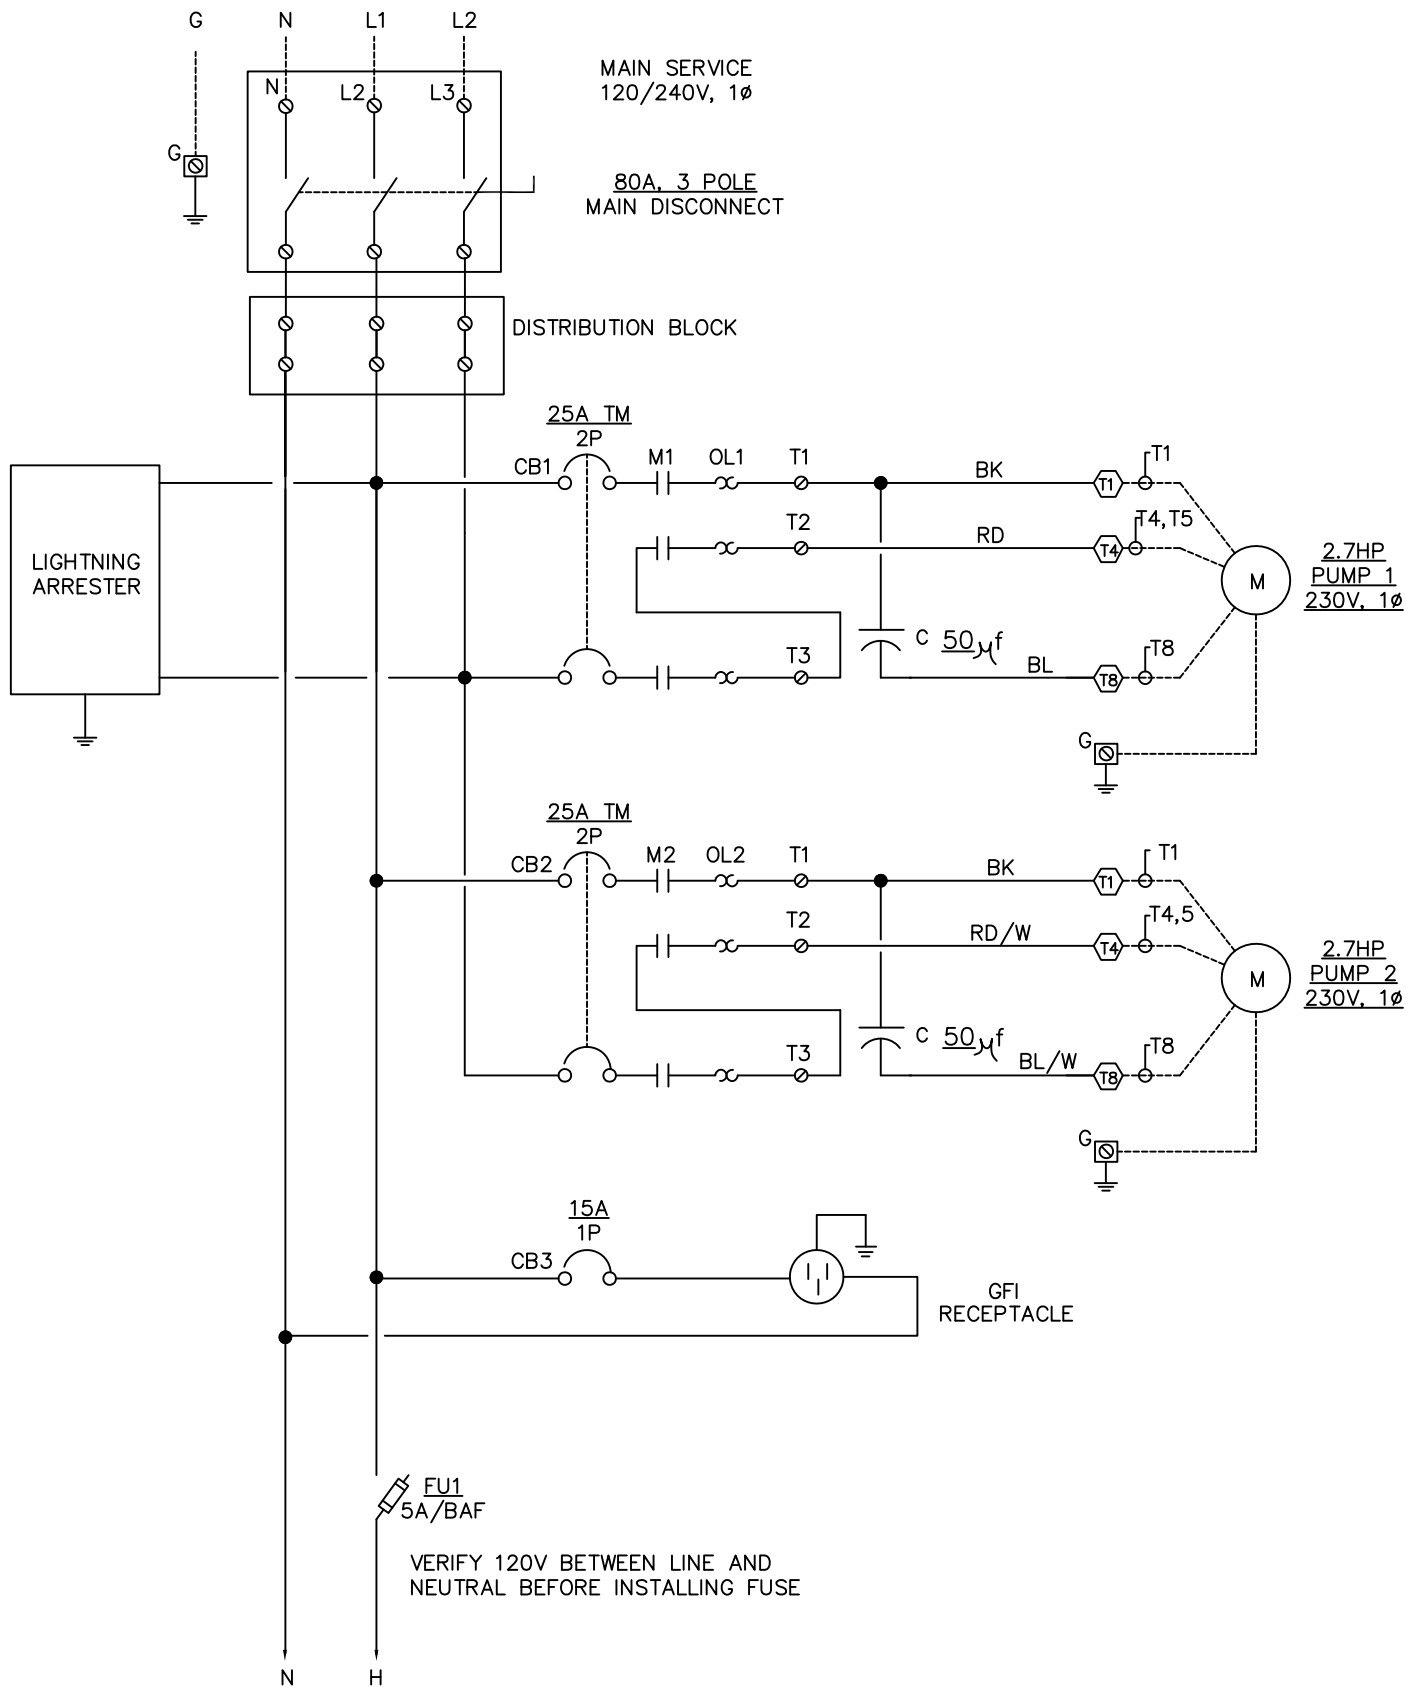 G
N
L1
L2
MAIN SERVICE
120/240V, 1ø
N
L2
L3
G
80A, 3 POLE
MAIN DISCONNECT
DISTRIBUTION BLOCK
25A TM
2P
CB1
M1
OL1
T1
BK
T1
T1
T2
RD
T4
T4,T5
LIGHTNING
ARRESTER
M
2.7HP
PUMP 1
230V, 1ø
C 50µf
T3
BL
T8
T8
G
25A TM
2P
CB2
M2
OL2
T1
BK
T1
T1
T2
RD/W
T4
T4,5
M
2.7HP
PUMP 2
230V, 1ø
C 50µf
T3
BL/W
T8
T8
G
15A
1P
CB3
GFI
RECEPTACLE
FU1
5A/BAF
VERIFY 120V BETWEEN LINE AND
NEUTRAL BEFORE INSTALLING FUSE
N
H